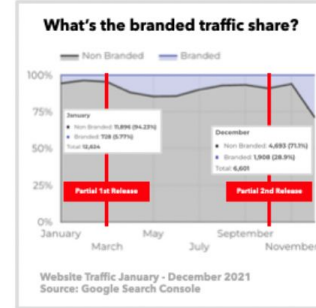 What's the branded traffic share?
Non Branded Branded
100%
75%
50%
25%
0%
January
Non Branded: 11,896 (94.23%)
Branded: 728 (5.77%)
Total: 12,624
December
Non Branded: 4,693 (71.1%)
Branded: 1,908 (28.9%)
Total: 6,601
Partial 1st Release
Partial 2nd Release
January May September
March July November
Website Traffic January - December 2021
Source: Google Search Console